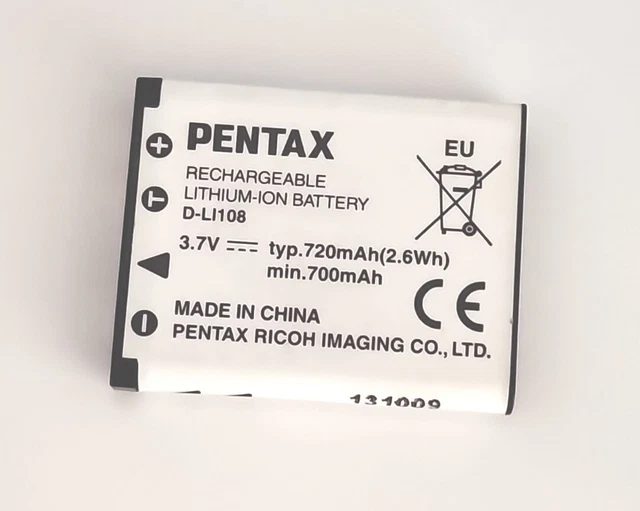 PENTAX
RECHARGEABLE
LITHIUM-ION BATTERY
D-LI108
3.7V ⎓ typ.720mAh(2.6Wh)
min.700mAh
MADE IN CHINA
PENTAX RICOH IMAGING CO., LTD.
EU
CE
T
131009